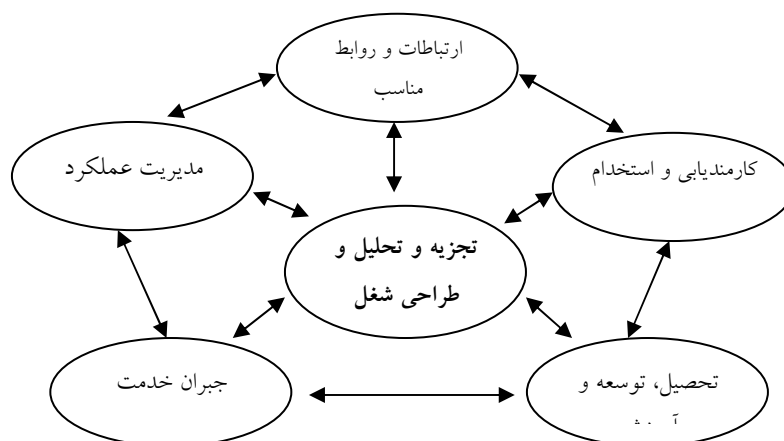 ارتباطات و روابط
مناسب
مدیریت عملکرد
کارمندیابی و استخدام
تجزیه و تحلیل و
طراحی شغل
جبران خدمت
تحصیل، توسعه و